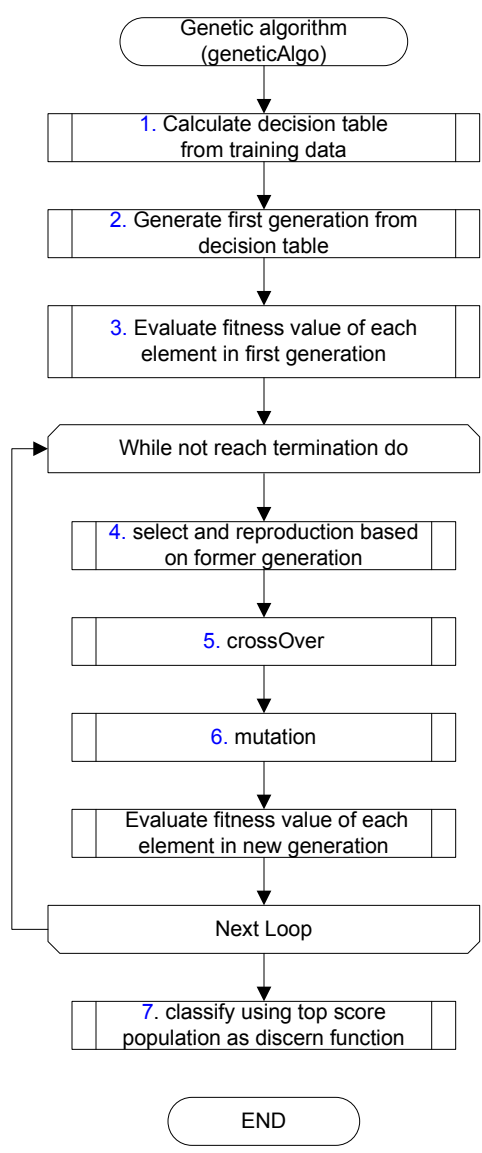 Genetic algorithm
(geneticAlgo)
1. Calculate decision table
from training data
2. Generate first generation from
decision table
3. Evaluate fitness value of each
element in first generation
While not reach termination do
4. select and reproduction based
on former generation
5. crossOver
6. mutation
Evaluate fitness value of each
element in new generation
Next Loop
7. classify using top score
population as discern function
END